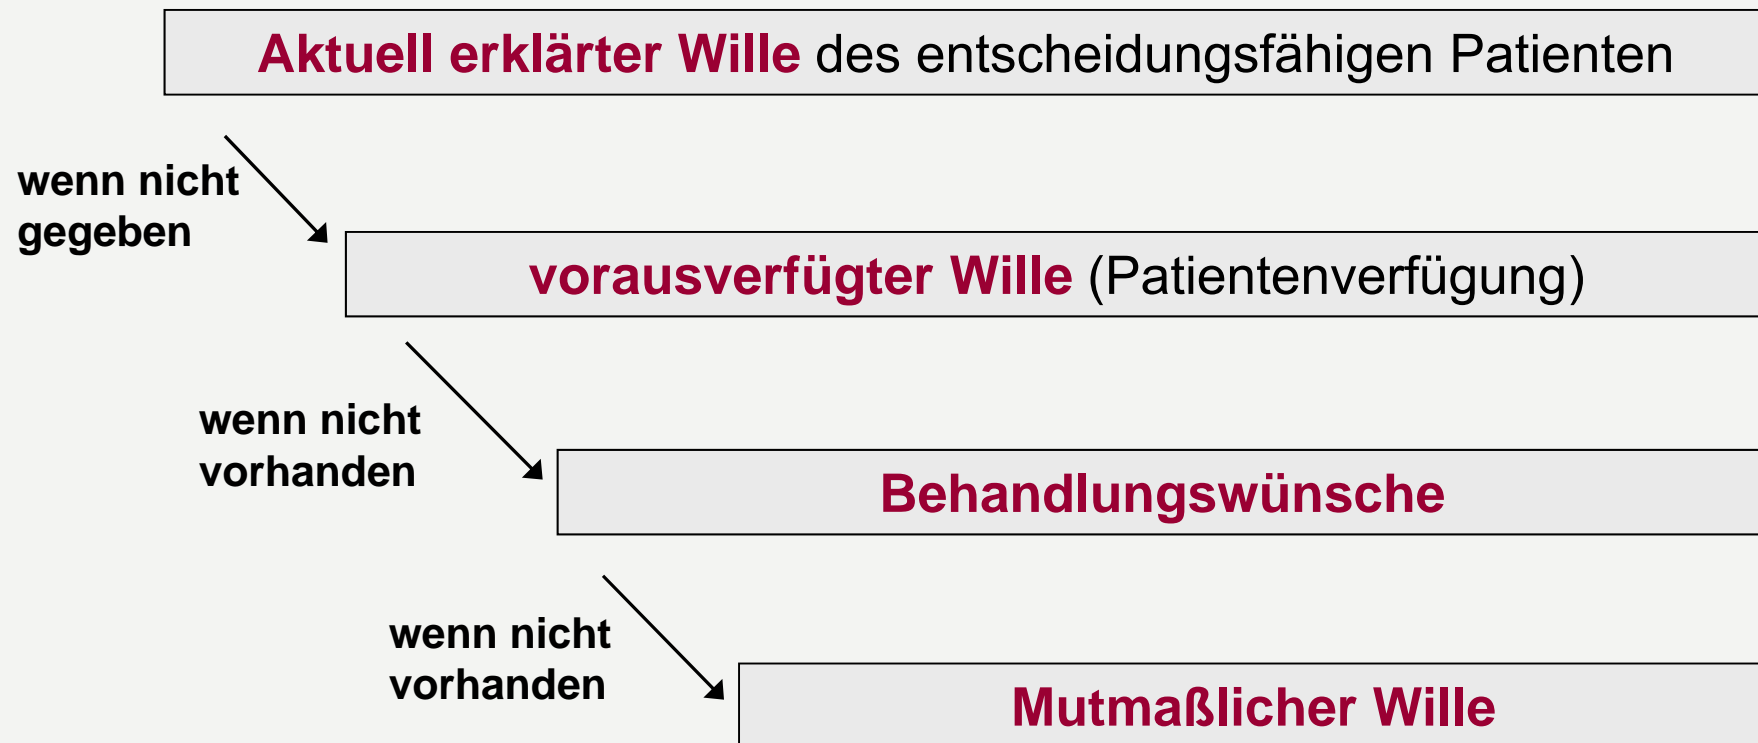 Aktuell erklärter Wille des entscheidungsfähigen Patienten
wenn nicht
gegeben
vorausverfügter Wille (Patientenverfügung)
wenn nicht
vorhanden
Behandlungswünsche
wenn nicht
vorhanden
Mutmaßlicher Wille